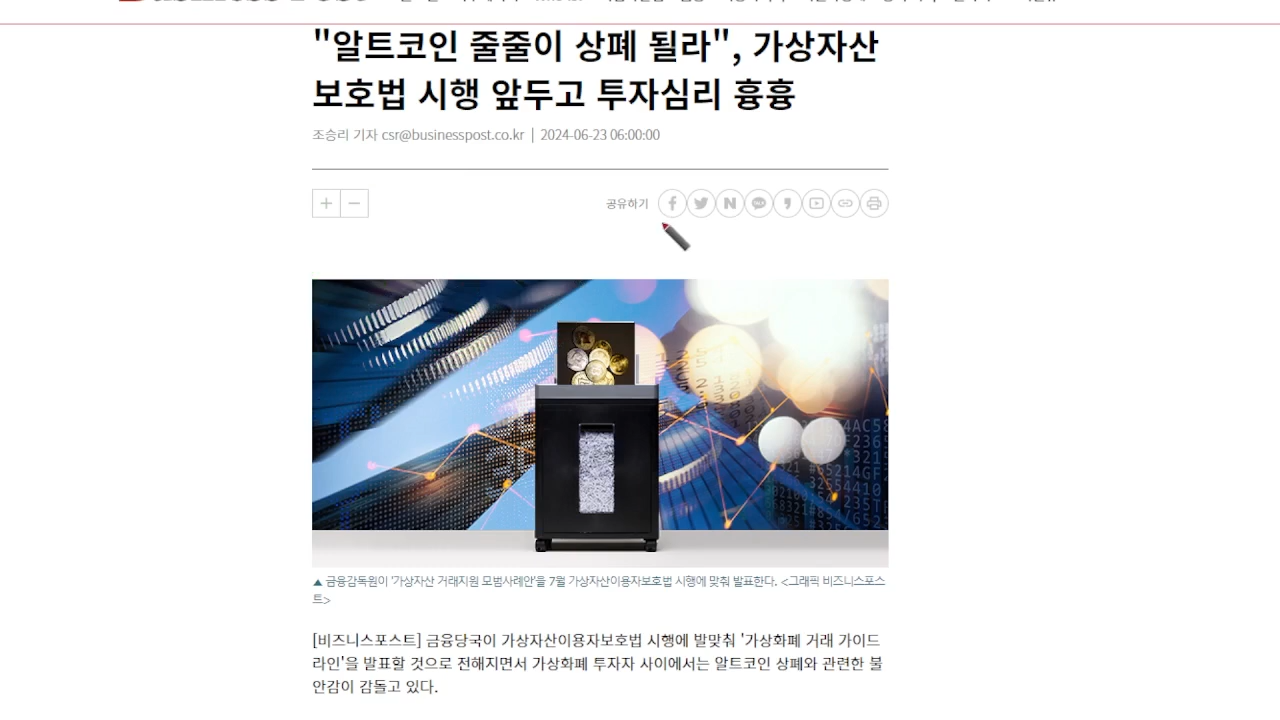 "알트코인 줄줄이 상폐 될라", 가상자산
보호법 시행 앞두고 투자심리 흉흉
조승리 기자 csr@businesspost.co.kr | 2024-06-23 06:00:00
공유하기
▲ 금융감독원이 '가상자산 거래지원 모범사례안'을 7월 가상자산이용자보호법 시행에 맞춰 발표한다. <그래픽 비즈니스포스
트>
[비즈니스포스트] 금융당국이 가상자산이용자보호법 시행에 발맞춰 '가상화폐 거래 가이드
라인'을 발표할 것으로 전해지면서 가상화폐 투자자 사이에서는 알트코인 상폐와 관련한 불
안감이 감돌고 있다.